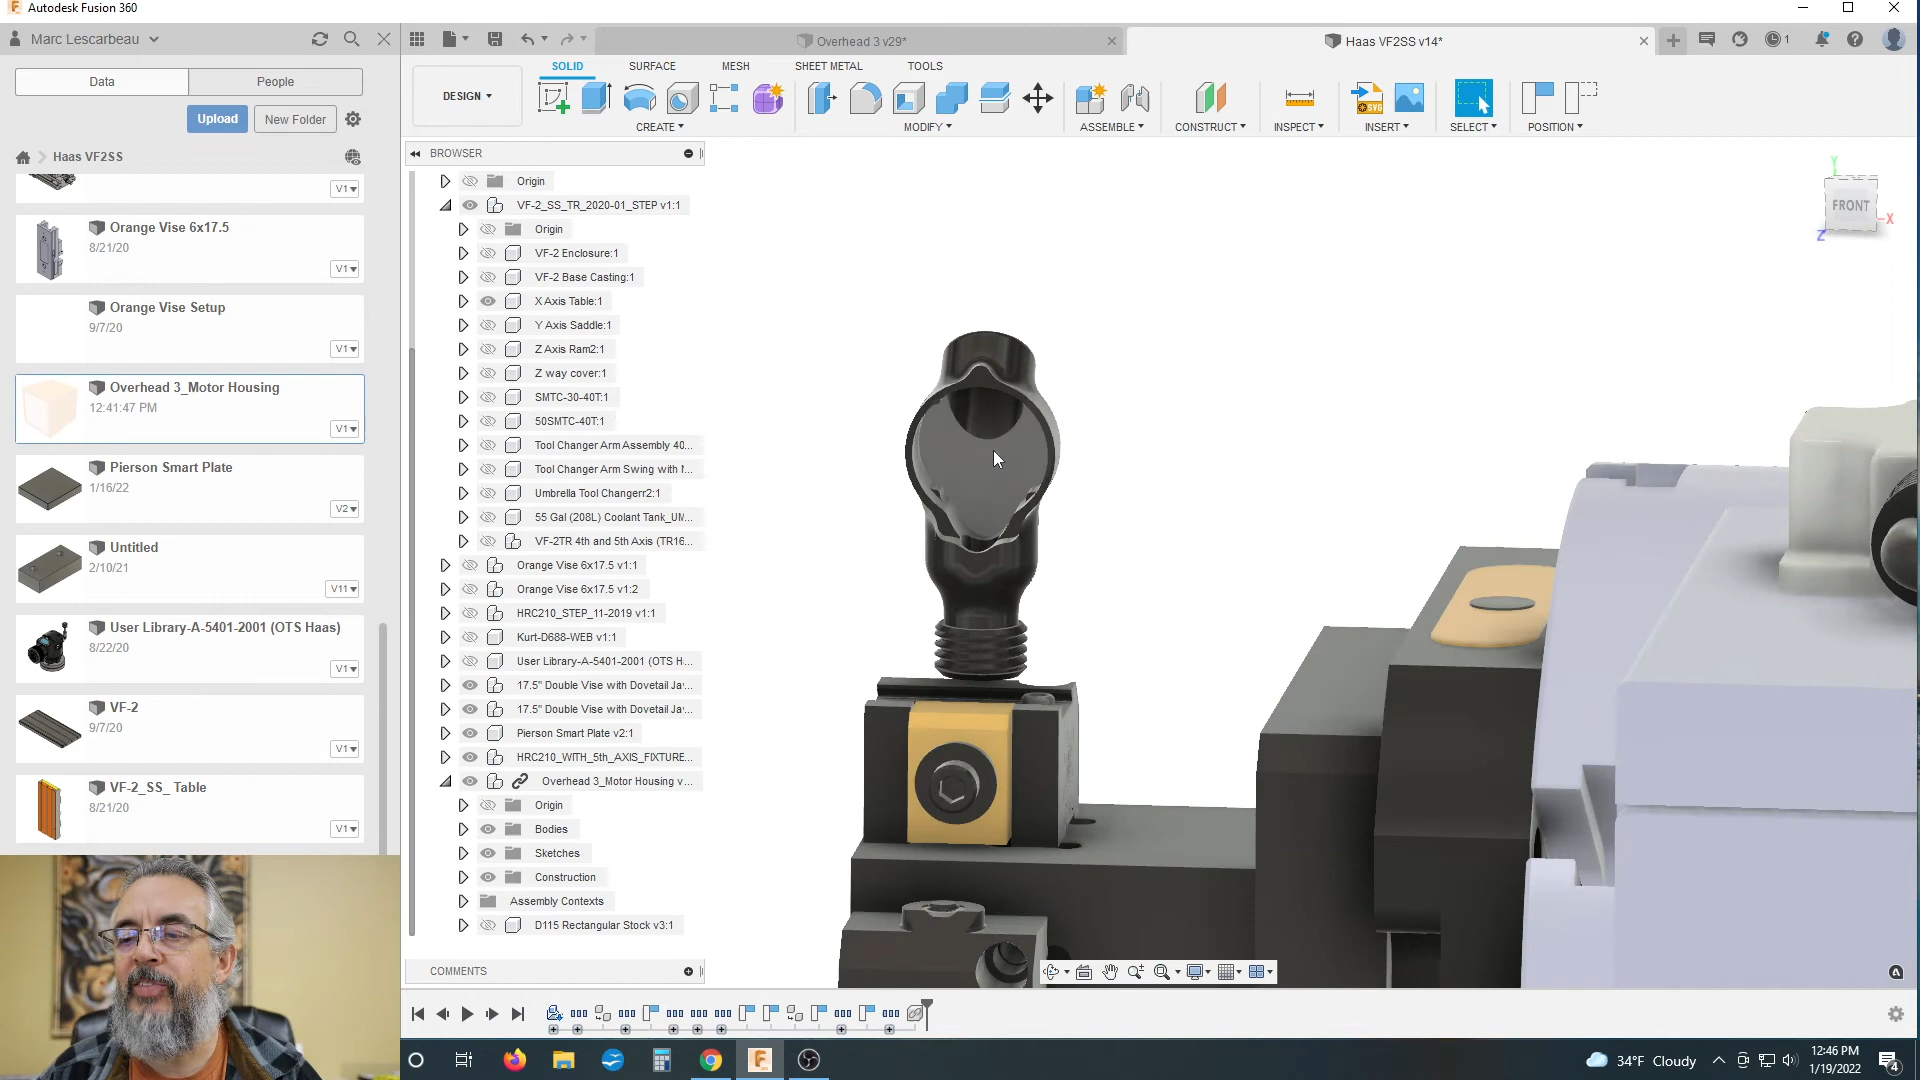 Autodesk Fusion 360
Marc Lescarbeau
Overhead 3 v29*
Haas VF2SS v14*
1
Data
People
SOLID
SURFACE
MESH
SHEET METAL
TOOLS
DESIGN
Upload
New Folder
CREATE
MODIFY
ASSEMBLE
CONSTRUCT
INSPECT
INSERT
SELECT
POSITION
Haas VF2SS
V1
Orange Vise 6x17.5
8/21/20
V1
Orange Vise Setup
9/7/20
V1
Overhead 3_Motor Housing
12:41:47 PM
V1
Pierson Smart Plate
1/16/22
V2
Untitled
2/10/21
V11
User Library-A-5401-2001 (OTS Haas)
8/22/20
V1
VF-2
9/7/20
V1
VF-2_SS_ Table
8/21/20
V1
BROWSER
Origin
VF-2_SS_TR_2020-01_STEP v1:1
Origin
VF-2 Enclosure:1
VF-2 Base Casting:1
X Axis Table:1
Y Axis Saddle:1
Z Axis Ram2:1
Z way cover:1
SMTC-30-40T:1
50SMTC-40T:1
Tool Changer Arm Assembly 40...
Tool Changer Arm Swing with M...
Umbrella Tool Changerr2:1
55 Gal (208L) Coolant Tank_UM...
VF-2TR 4th and 5th Axis (TR16...
Orange Vise 6x17.5 v1:1
Orange Vise 6x17.5 v1:2
HRC210_STEP_11-2019 v1:1
Kurt-D688-WEB v1:1
User Library-A-5401-2001 (OTS H...
17.5" Double Vise with Dovetail Jaw...
17.5" Double Vise with Dovetail Jaw...
Pierson Smart Plate v2:1
HRC210_WITH_5th_AXIS_FIXTURE...
Overhead 3_Motor Housing v...
Origin
Bodies
Sketches
Construction
Assembly Contexts
D115 Rectangular Stock v3:1
COMMENTS
Y
FRONT
X
Z
34°F Cloudy
12:46 PM
1/19/2022
4